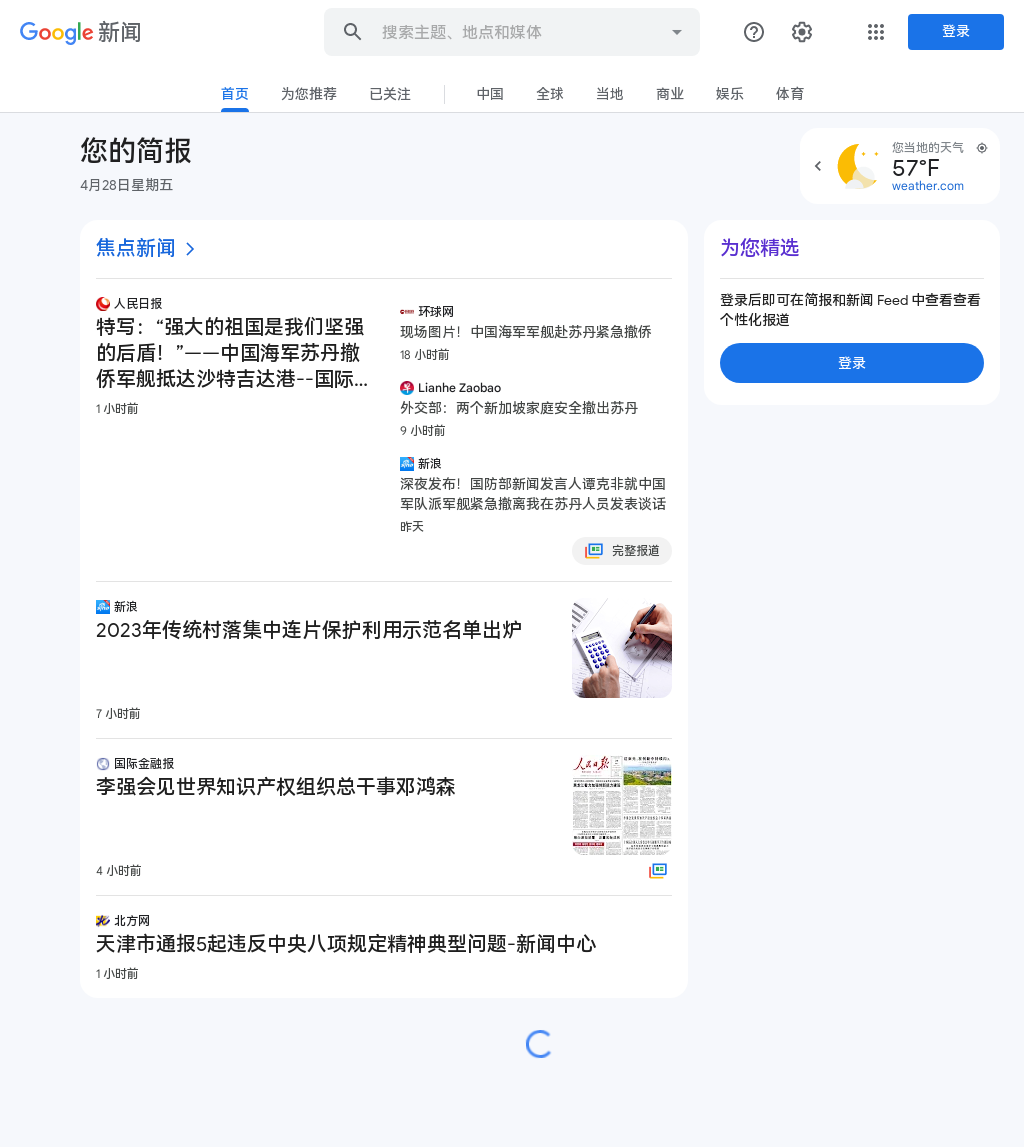 Google 新闻
搜索主题、地点和媒体
登录
首页
为您推荐
已关注
中国
全球
当地
商业
娱乐
体育
您的简报
4月28日星期五
您当地的天气
57°F
weather.com
焦点新闻
人民日报
特写：“强大的祖国是我们坚强
的后盾！”——中国海军苏丹撤
侨军舰抵达沙特吉达港--国际...
1 小时前
环球网
现场图片！中国海军军舰赴苏丹紧急撤侨
18 小时前
Lianhe Zaobao
外交部：两个新加坡家庭安全撤出苏丹
9 小时前
新浪
深夜发布！国防部新闻发言人谭克非就中国
军队派军舰紧急撤离我在苏丹人员发表谈话
昨天
完整报道
新浪
2023年传统村落集中连片保护利用示范名单出炉
7 小时前
国际金融报
李强会见世界知识产权组织总干事邓鸿森
人民日报
4 小时前
北方网
天津市通报5起违反中央八项规定精神典型问题-新闻中心
1 小时前
为您精选
登录后即可在简报和新闻 Feed 中查看查看
个性化报道
登录